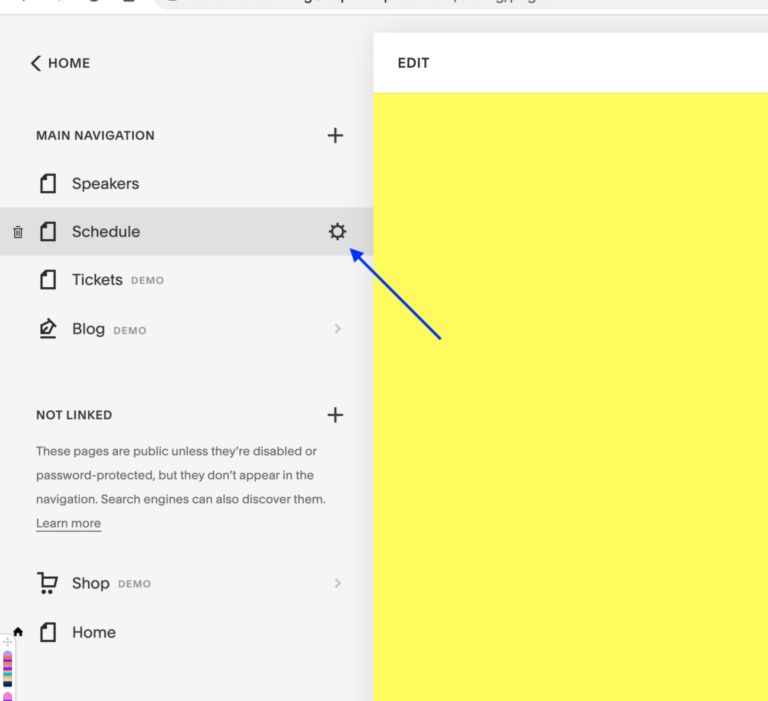 HOME
EDIT
MAIN NAVIGATION
Speakers
Schedule
Tickets DEMO
Blog DEMO
NOT LINKED
These pages are public unless they’re disabled or
password-protected, but they don’t appear in the
navigation. Search engines can also discover them.
Learn more
Shop DEMO
Home